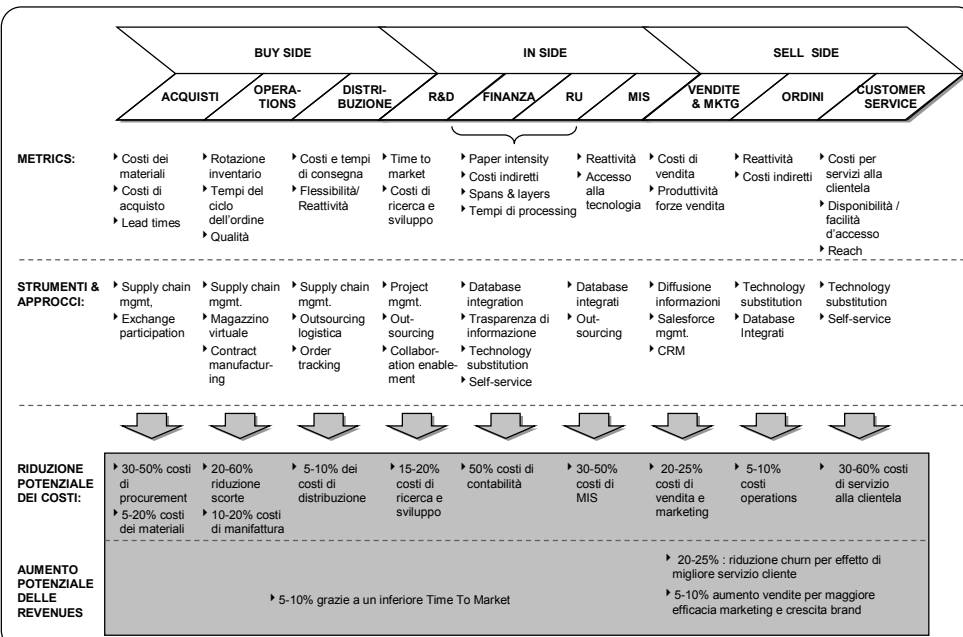 BUY SIDE
IN SIDE
SELL SIDE
ACQUISTI
OPERA-
TIONS
DISTRI-
BUZIONE
R&D
FINANZA
RU
MIS
VENDITE
& MKTG
ORDINI
CUSTOMER
SERVICE
METRICS:
Costi dei
materiali
Costi di
acquisto
Lead times
Rotazione
inventario
Tempi del
ciclo
dell'ordine
Qualità
Costi e tempi
di consegna
Flessibilità/
Reattività
Time to
market
Costi di
ricerca e
sviluppo
Paper intensity
Costi indiretti
Spans & layers
Tempi di processing
Reattività
Accesso
alla
tecnologia
Costi di
vendita
Produttività
forze vendita
Reattività
Costi indiretti
Costi per
servizi alla
clientela
Disponibilità /
facilità
d'accesso
Reach
STRUMENTI &
APPROCCI:
Supply chain
mgmt,
Exchange
participation
Supply chain
mgmt.
Magazzino
virtuale
Contract
manufactur-
ing
Supply chain
mgmt.
Outsourcing
logistica
Order
tracking
Project
mgmt.
Out-
sourcing
Collabor-
ation enable-
ment
Database
integration
Trasparenza di
informazione
Technology
substitution
Self-service
Database
integrati
Out-
sourcing
Diffusione
informazioni
Salesforce
mgmt.
CRM
Technology
substitution
Database
Integrati
Technology
substitution
Self-service
RIDUZIONE
POTENZIALE
DEI COSTI:
30-50% costi
di
procurement
5-20% costi
dei materiali
20-60%
riduzione
scorte
10-20% costi
di manifattura
5-10% dei
costi di
distribuzione
15-20%
costi di
ricerca e
sviluppo
50% costi di
contabilità
30-50%
costi di
MIS
20-25%
costi di
vendita e
marketing
5-10%
costi
operations
30-60% costi
di servizio
alla clientela
AUMENTO
POTENZIALE
DELLE
REVENUES
5-10% grazie a un inferiore Time To Market
20-25% : riduzione churn per effetto di
migliore servizio cliente
5-10% aumento vendite per maggiore
efficacia marketing e crescita brand